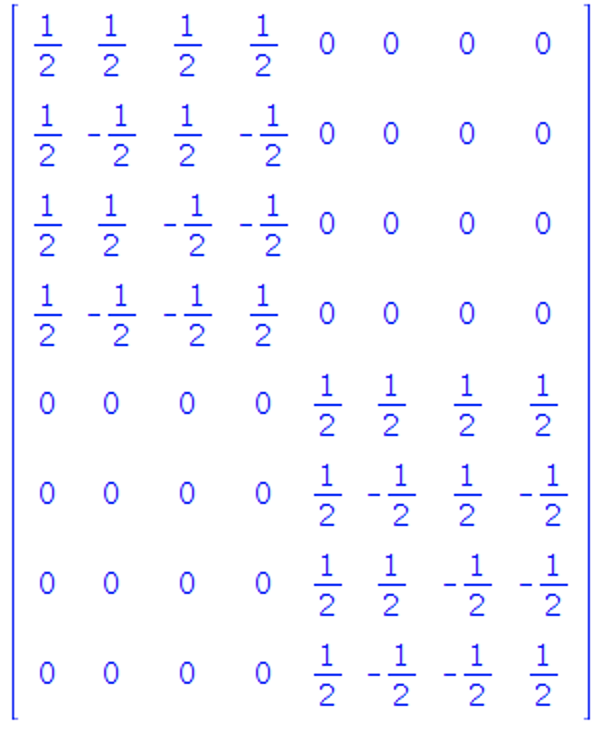 1/2 1/2 1/2 1/2 0 0 0 0
1/2 -1/2 1/2 -1/2 0 0 0 0
1/2 1/2 -1/2 -1/2 0 0 0 0
1/2 -1/2 -1/2 1/2 0 0 0 0
0 0 0 0 1/2 1/2 1/2 1/2
0 0 0 0 1/2 -1/2 1/2 -1/2
0 0 0 0 1/2 1/2 -1/2 -1/2
0 0 0 0 1/2 -1/2 -1/2 1/2